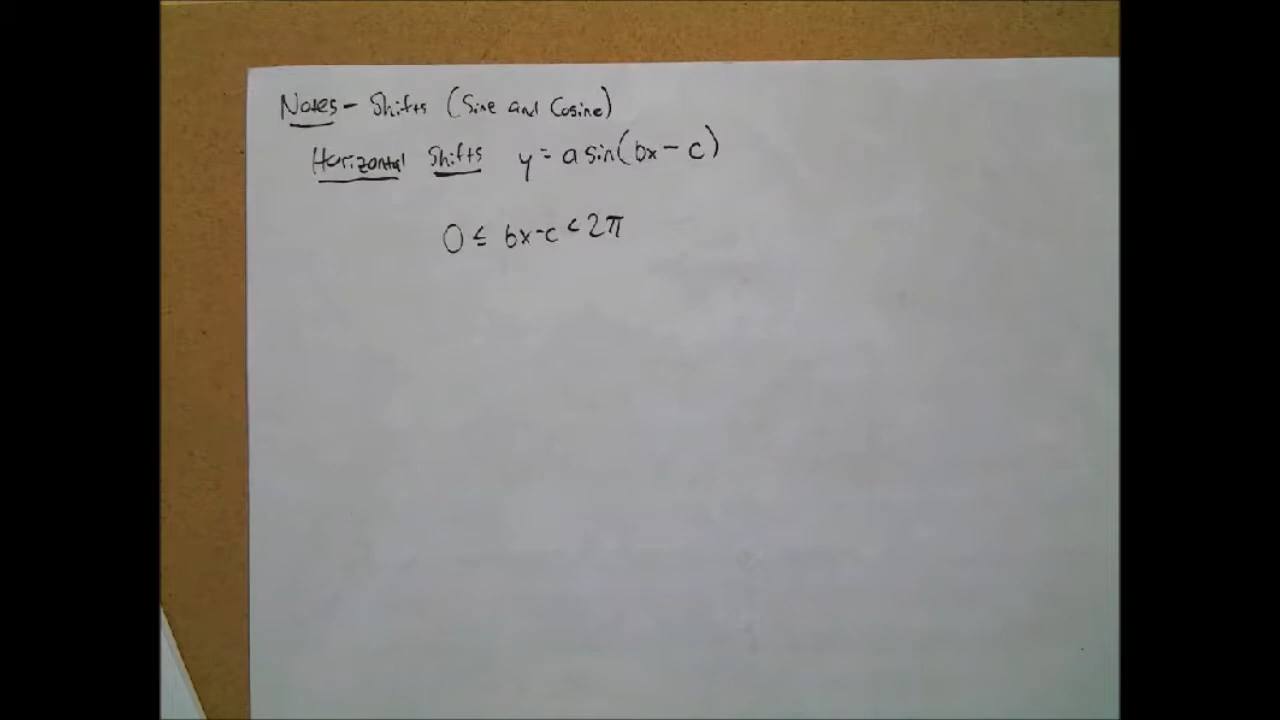 Notes - Shifts (Sine and Cosine)
Horizontal Shifts y = a sin(bx - c)
0 ≤ bx-c < 2π